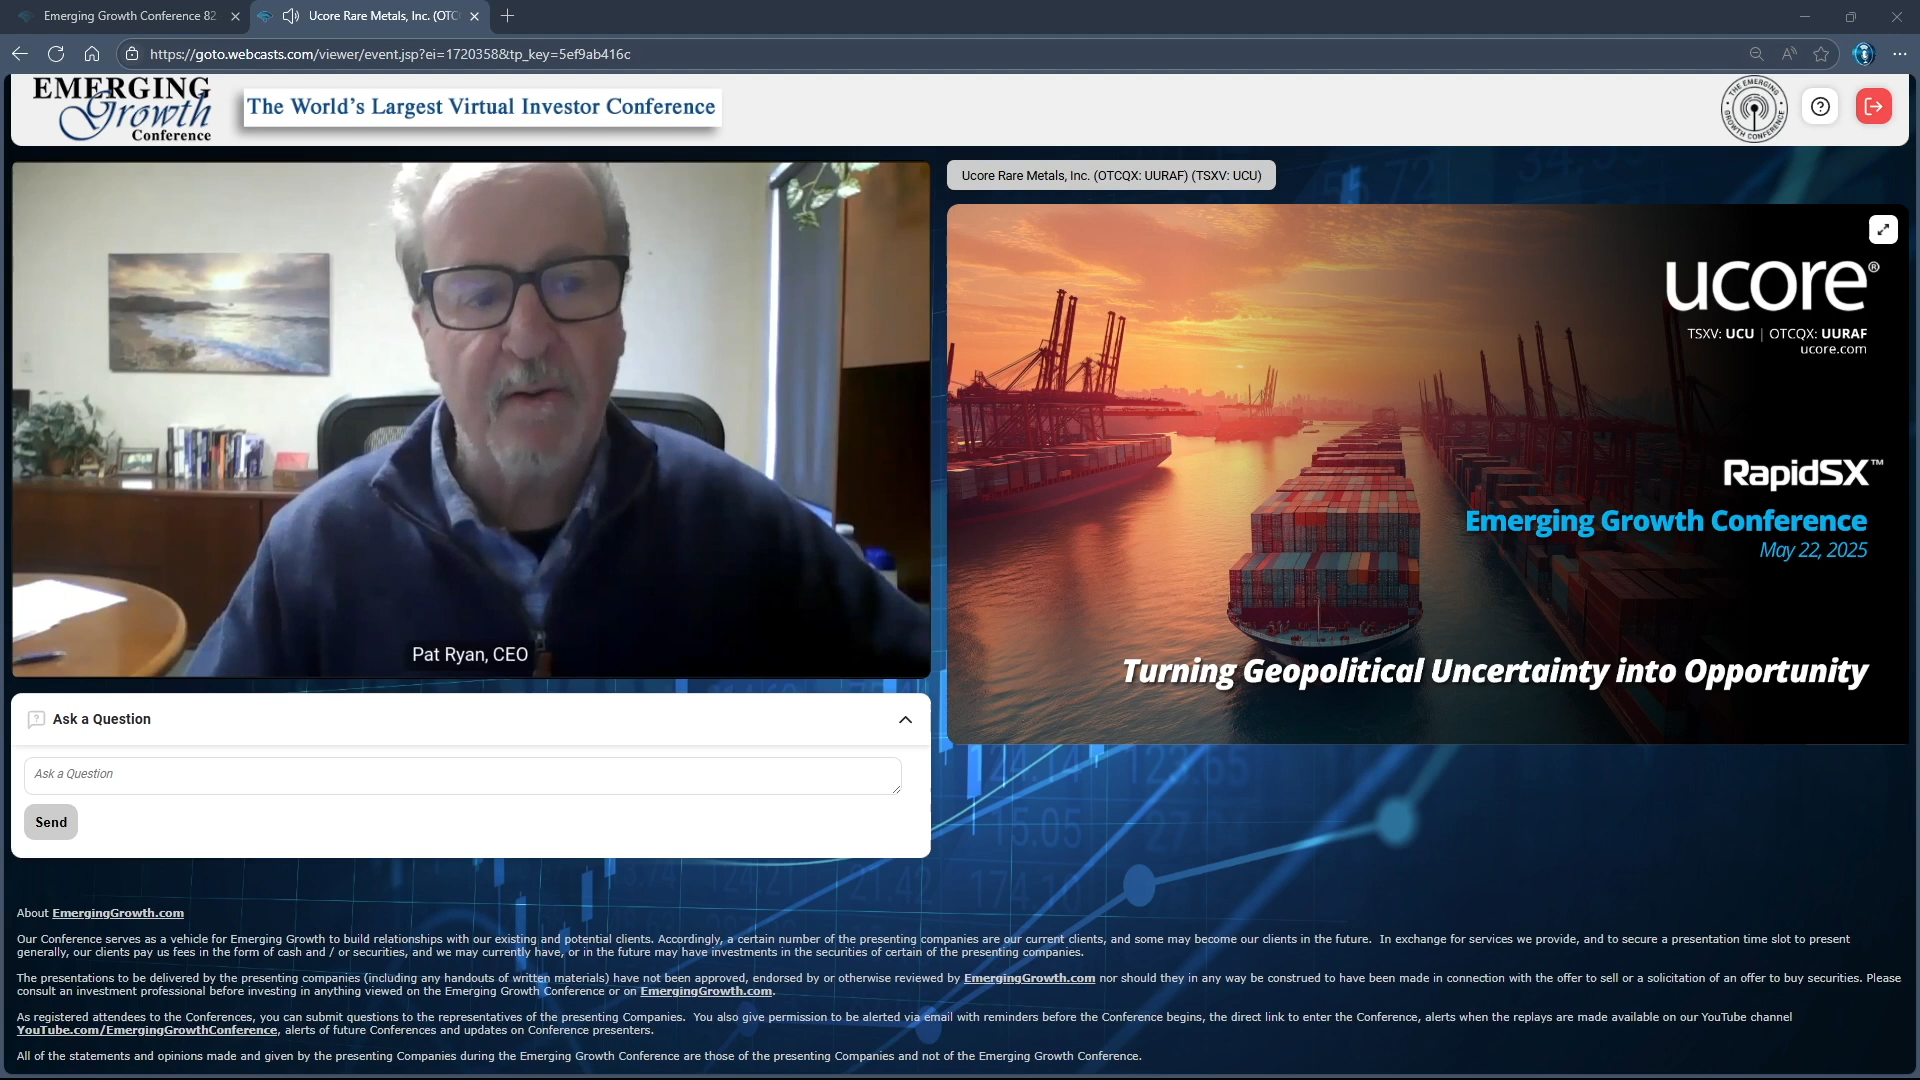 Emerging Growth Conference 82
Ucore Rare Metals, Inc. (OTC
https://goto.webcasts.com/viewer/event.jsp?ei=1720358&tp_key=5ef9ab416c
EMERGING
Growth
Conference
The World's Largest Virtual Investor Conference
THE EMERGING GROWTH CONFERENCE
Ucore Rare Metals, Inc. (OTCQX: UURAF) (TSXV: UCU)
ucore®
TSXV: UCU | OTCQX: UURAF
ucore.com
RapidSX™
Emerging Growth Conference
May 22, 2025
Turning Geopolitical Uncertainty into Opportunity
Pat Ryan, CEO
Ask a Question
Ask a Question
Send
About EmergingGrowth.com
Our Conference serves as a vehicle for Emerging Growth to build relationships with our existing and potential clients. Accordingly, a certain number of the presenting companies are our current clients, and some may become our clients in the future. In exchange for services we provide, and to secure a presentation time slot to present
generally, our clients pay us fees in the form of cash and / or securities, and we may currently have, or in the future may have investments in the securities of certain of the presenting companies.
The presentations to be delivered by the presenting companies (including any handouts of written materials) have not been approved, endorsed by or otherwise reviewed by EmergingGrowth.com nor should they in any way be construed to have been made in connection with the offer to sell or a solicitation of an offer to buy securities. Please
consult an investment professional before investing in anything viewed on the Emerging Growth Conference or on EmergingGrowth.com.
As registered attendees to the Conferences, you can submit questions to the representatives of the presenting Companies. You also give permission to be alerted via email with reminders before the Conference begins, the direct link to enter the Conference, alerts when the replays are made available on our YouTube channel
YouTube.com/EmergingGrowthConference, alerts of future Conferences and updates on Conference presenters.
All of the statements and opinions made and given by the presenting Companies during the Emerging Growth Conference are those of the presenting Companies and not of the Emerging Growth Conference.